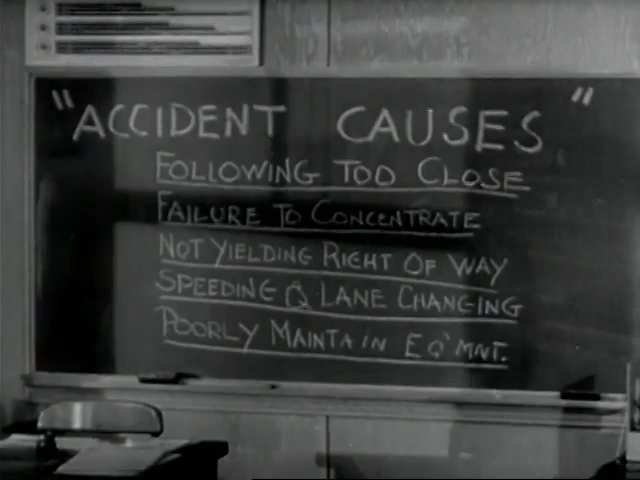 "ACCIDENT CAUSES"
FOLLOWING TOO CLOSE
FAILURE TO CONCENTRATE
NOT YIELDING RIGHT OF WAY
SPEEDING & LANE CHANGING
POORLY MAINTAIN EQ'MNT.